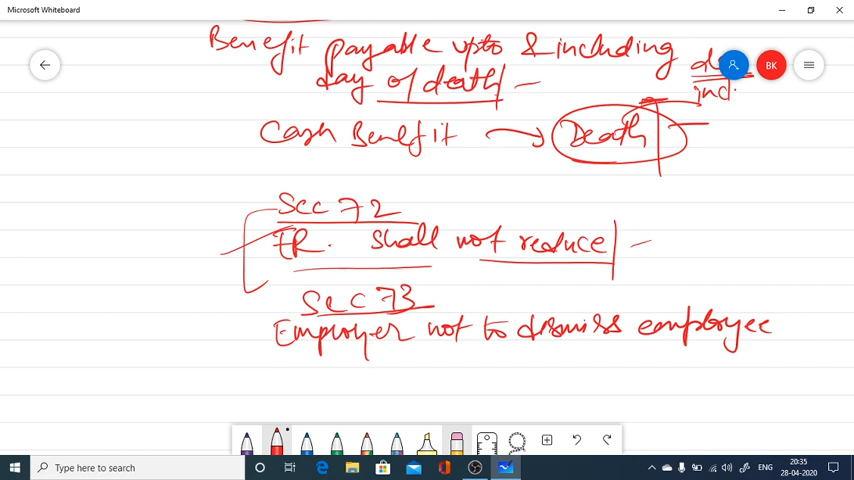 Microsoft Whiteboard
Benefit payable upto & including
day of death
ind.
Cash Benefit Death
BK
Sec 72
ER. shall not reduce
Sec 73
Employer not to dismiss employee
Type here to search
ENG
20:35
28-04-2020